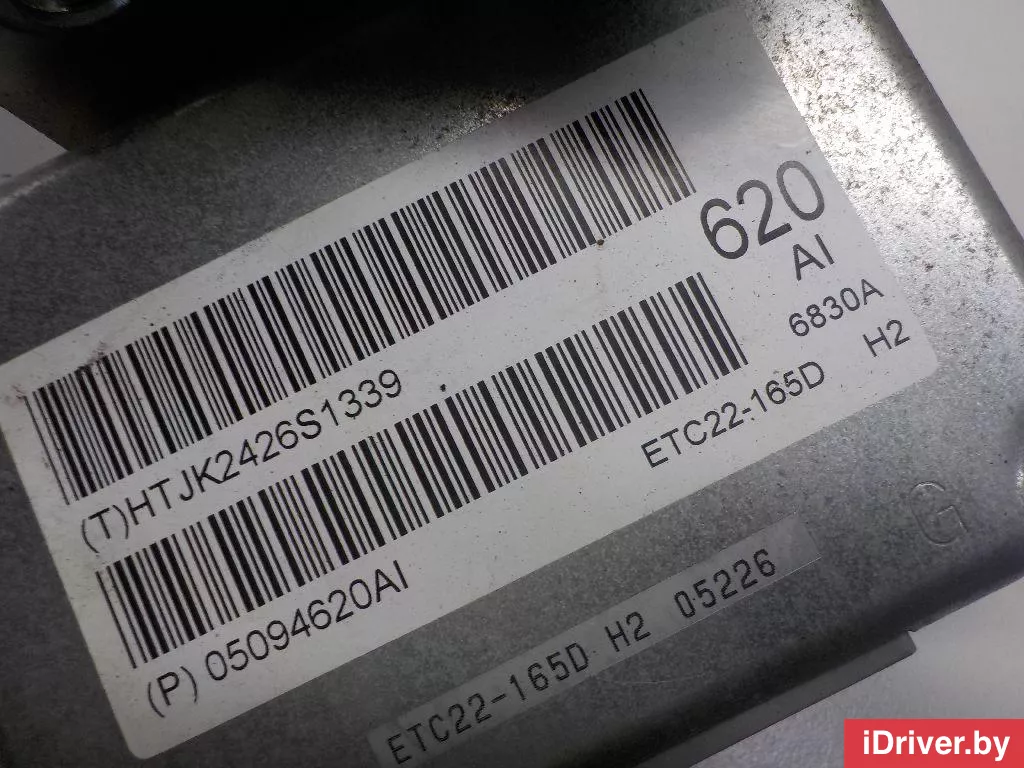 620
AI
6830A
(T)HTJK2426S1339
H2
ETC22-165D
(P) 05094620AI
ETC22-165D H2 05226
G
iDriver.by